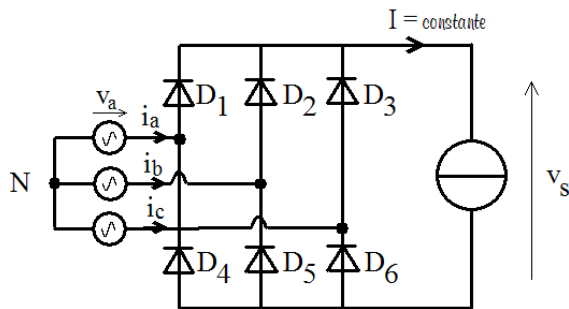 I = constante
D1 D2 D3
va
ia
N
ib
vs
ic
D4 D5 D6